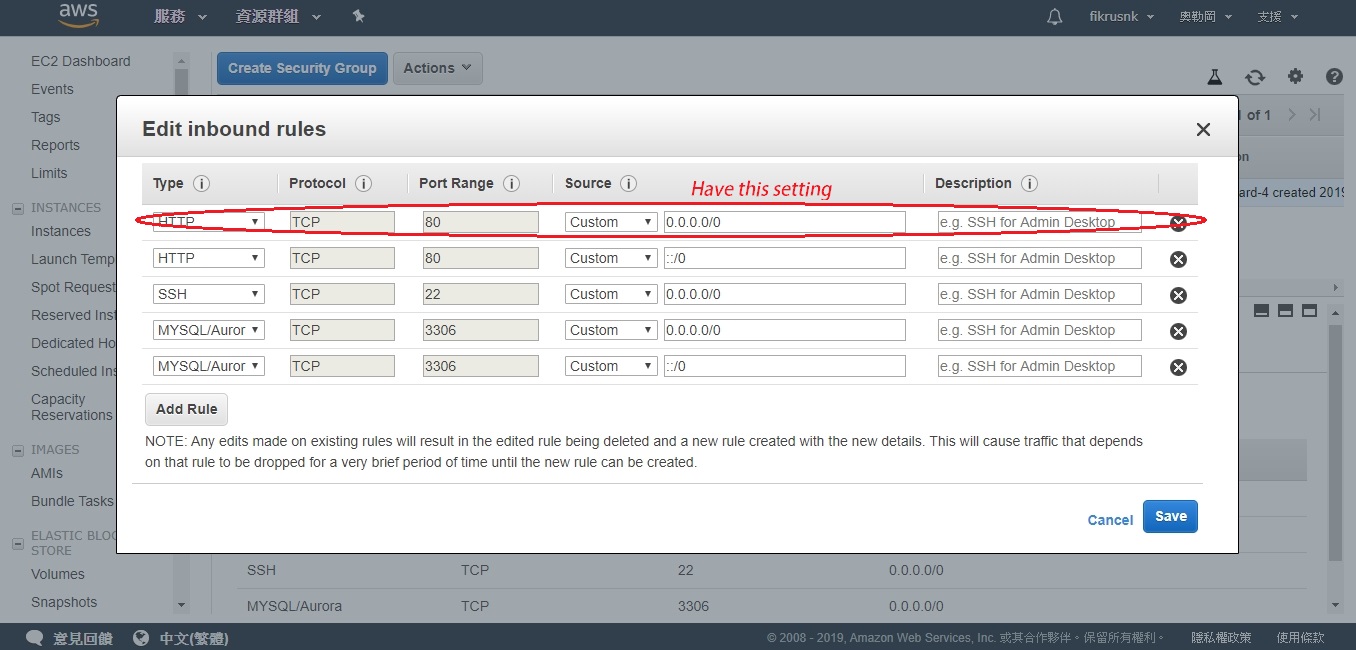 aws 服務 資源群組 fikrusnk 奧勒岡 支援
EC2 Dashboard
Events
Tags
Reports
Limits
INSTANCES
Instances
Launch Temp
Spot Request
Reserved Inst
Dedicated Ho
Scheduled Ins
Capacity
Reservations
IMAGES
AMIs
Bundle Tasks
ELASTIC BLOC
STORE
Volumes
Snapshots
Create Security Group Actions
1 of 1
on
ard-4 created 2019
Edit inbound rules
Type Protocol Port Range Source Description
Have this setting
HTTP TCP 80 Custom 0.0.0.0/0 e.g. SSH for Admin Desktop
HTTP TCP 80 Custom ::/0 e.g. SSH for Admin Desktop
SSH TCP 22 Custom 0.0.0.0/0 e.g. SSH for Admin Desktop
MYSQL/Auror TCP 3306 Custom 0.0.0.0/0 e.g. SSH for Admin Desktop
MYSQL/Auror TCP 3306 Custom ::/0 e.g. SSH for Admin Desktop
Add Rule
NOTE: Any edits made on existing rules will result in the edited rule being deleted and a new rule created with the new details. This will cause traffic that depends
on that rule to be dropped for a very brief period of time until the new rule can be created.
Cancel Save
SSH TCP 22 0.0.0.0/0
MYSQL/Aurora TCP 3306 0.0.0.0/0
意見回饋 中文(繁體) © 2008 - 2019, Amazon Web Services, Inc. 或其合作夥伴。保留所有權利。 隱私權政策 使用條款